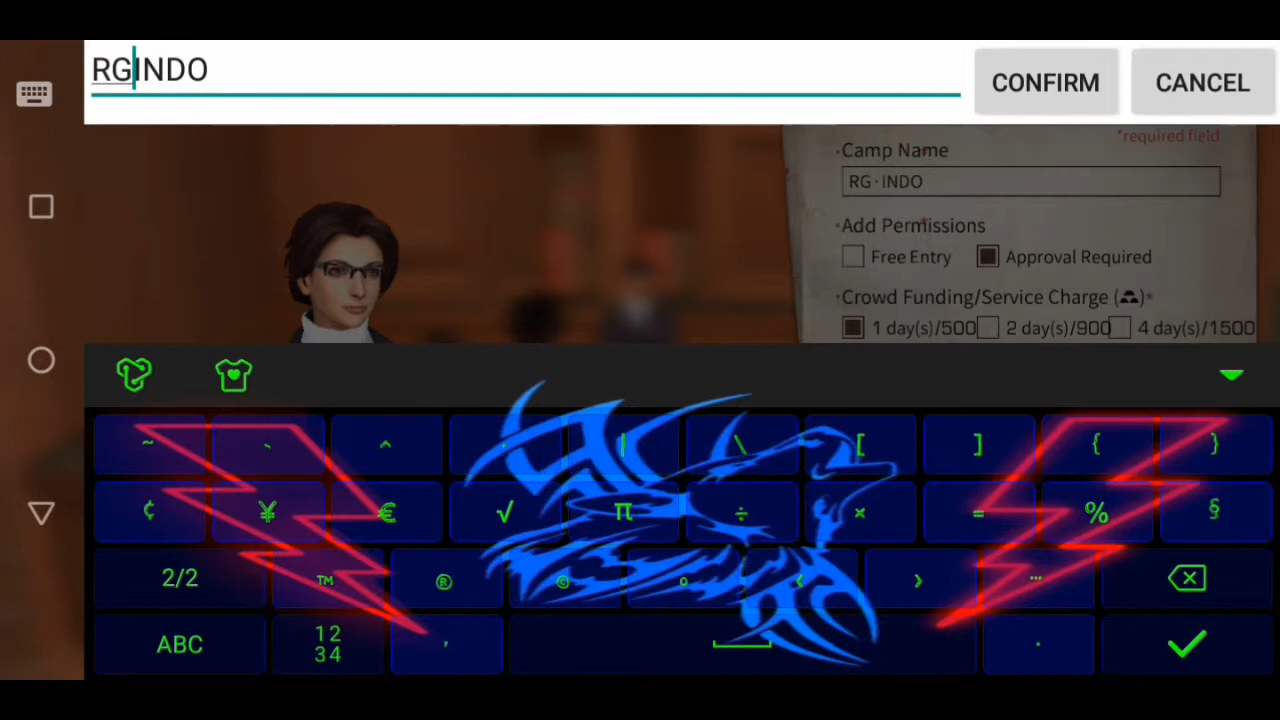 RGINDO
CONFIRM
CANCEL
*required field
·Camp Name*
RG·INDO
·Add Permissions*
Free Entry
Approval Required
·Crowd Funding/Service Charge ( )*
1 day(s)/500
2 day(s)/900
4 day(s)/1500
~ ` ^ · | \ [ ] { }
¢ ¥ € √ π ÷ × = % §
2/2 ™ ® © ° ‹ › …
ABC 12 , .
34